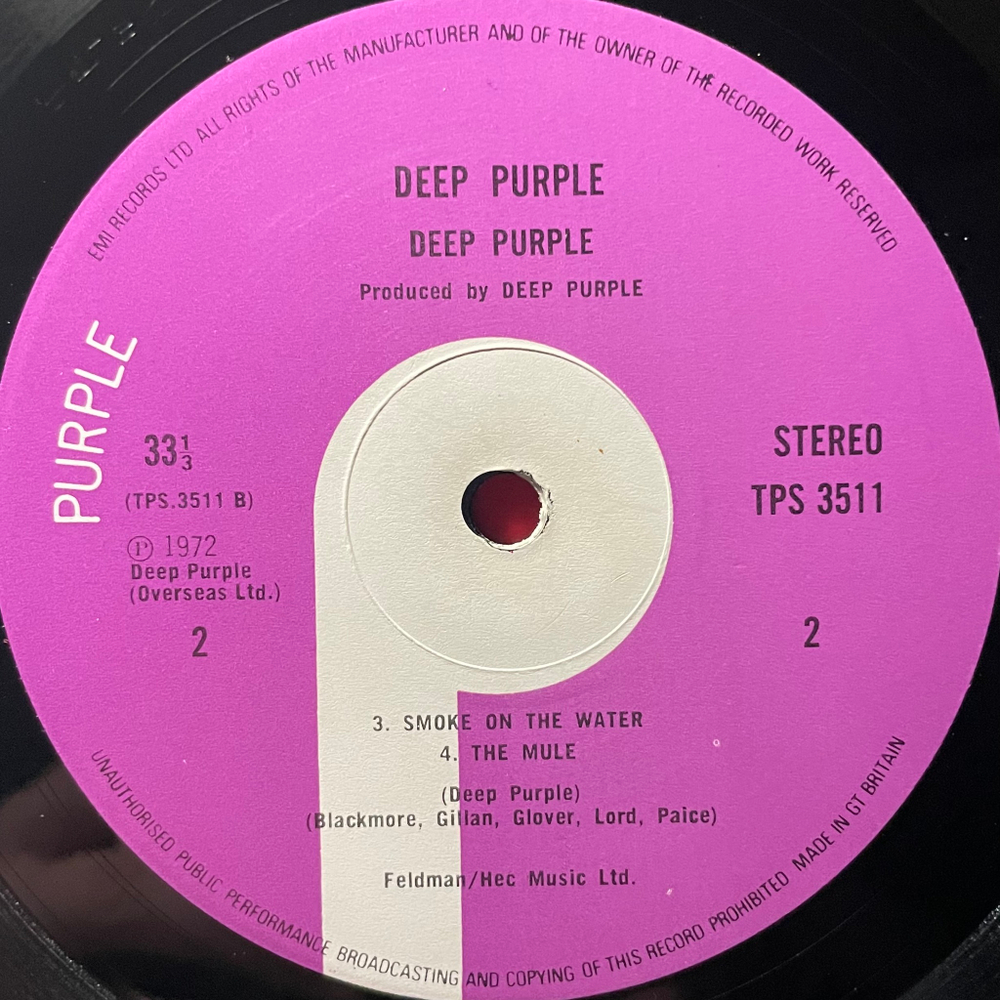 EMI RECORDS LTD ALL RIGHTS OF THE MANUFACTURER AND OF THE OWNER OF THE RECORDED WORK RESERVED
DEEP PURPLE
DEEP PURPLE
Produced by DEEP PURPLE
PURPLE
33⅓
STEREO
(TPS.3511 B)
TPS 3511
Ⓟ 1972
Deep Purple
(Overseas Ltd.)
2
2
3. SMOKE ON THE WATER
4. THE MULE
(Deep Purple)
(Blackmore, Gillan, Glover, Lord, Paice)
Feldman/Hec Music Ltd.
UNAUTHORISED PUBLIC PERFORMANCE BROADCASTING AND COPYING OF THIS RECORD PROHIBITED MADE IN GT BRITAIN